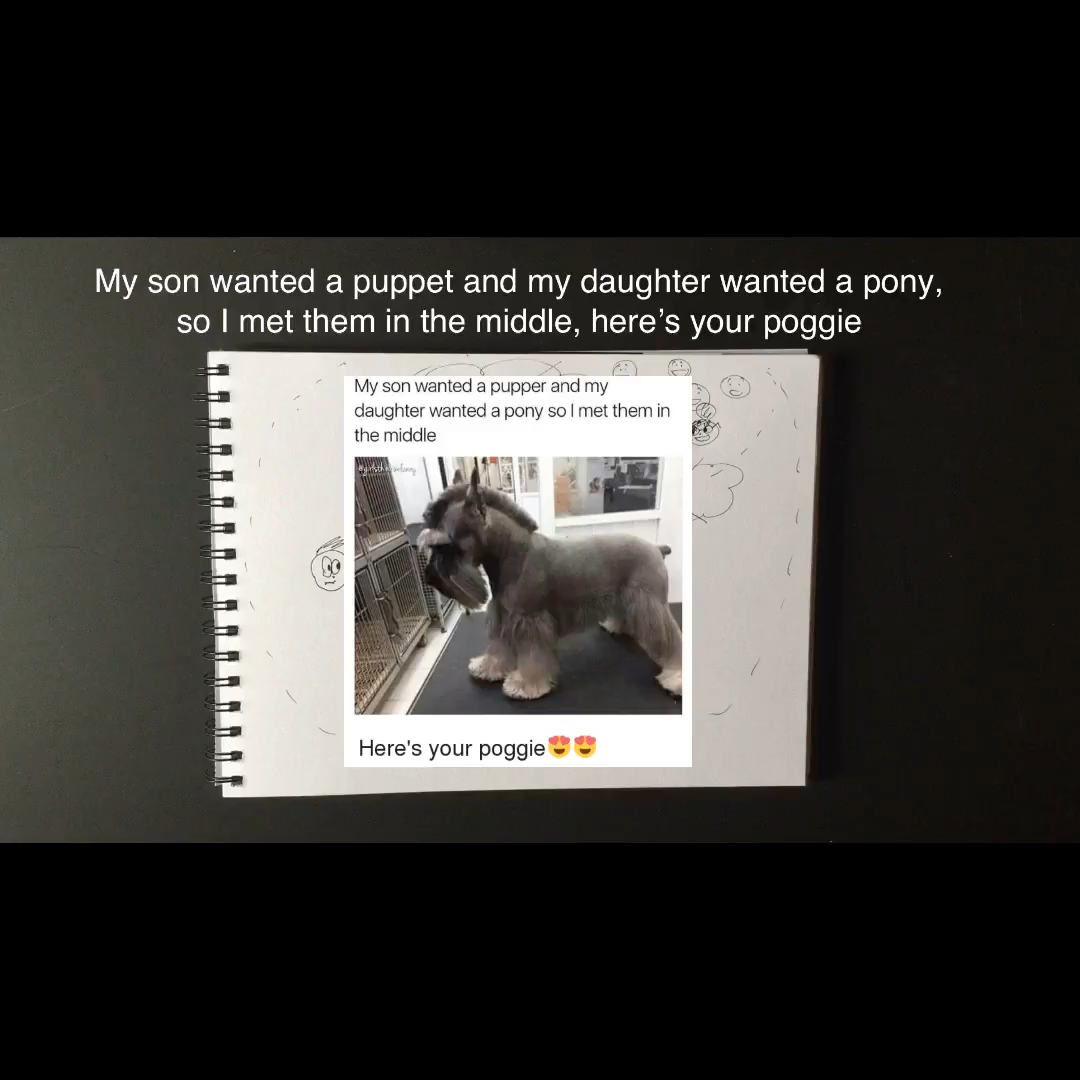 My son wanted a puppet and my daughter wanted a pony,
so I met them in the middle, here’s your poggie
My son wanted a pupper and my
daughter wanted a pony so I met them in
the middle
Here's your poggie😍😍